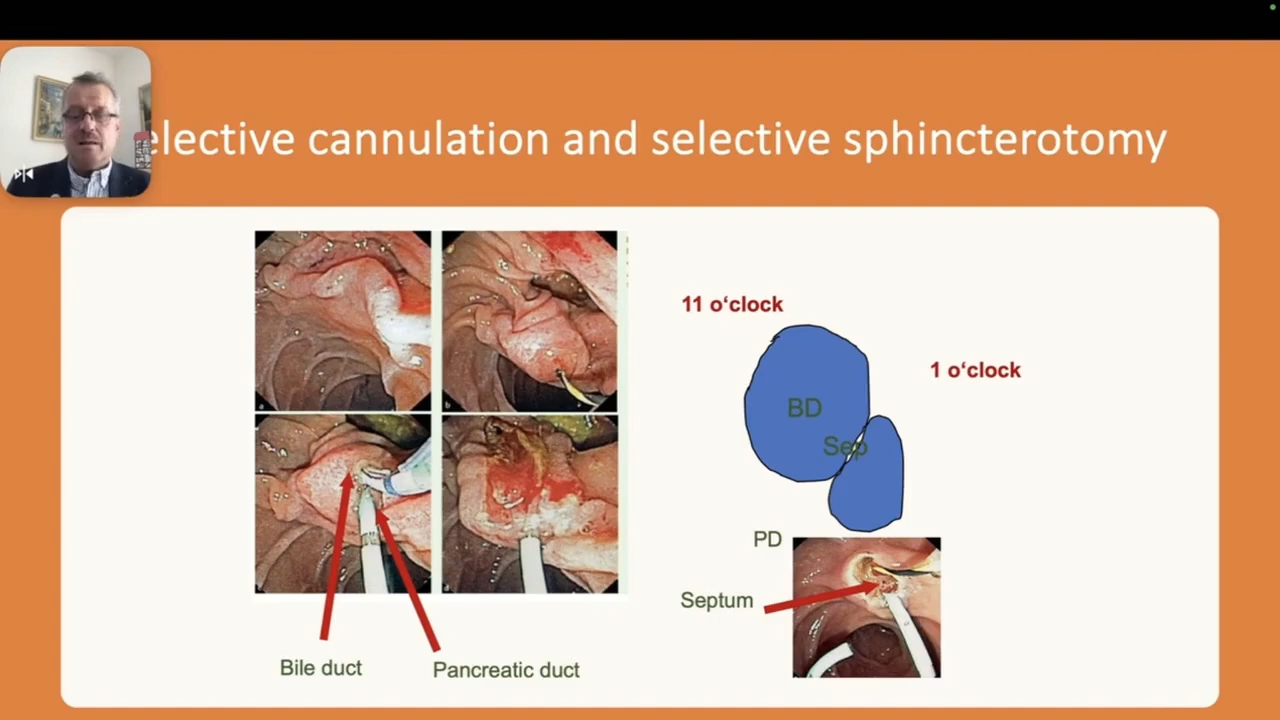 elective cannulation and selective sphincterotomy
11 o‘clock
1 o‘clock
BD
Sep
PD
Septum
Bile duct
Pancreatic duct